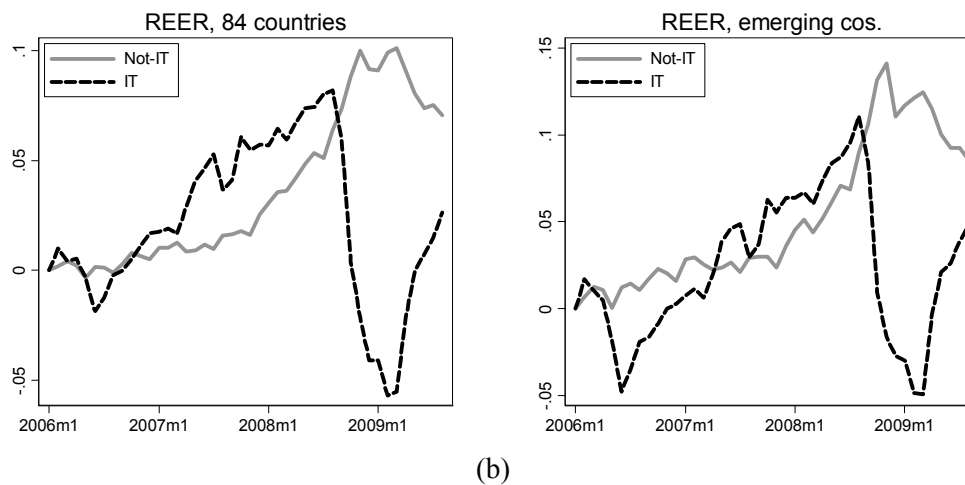 REER, 84 countries
Not-IT
IT
.1
.05
0
-.05
2006m1 2007m1 2008m1 2009m1
REER, emerging cos.
Not-IT
IT
.15
.1
.05
0
-.05
2006m1 2007m1 2008m1 2009m1
(b)